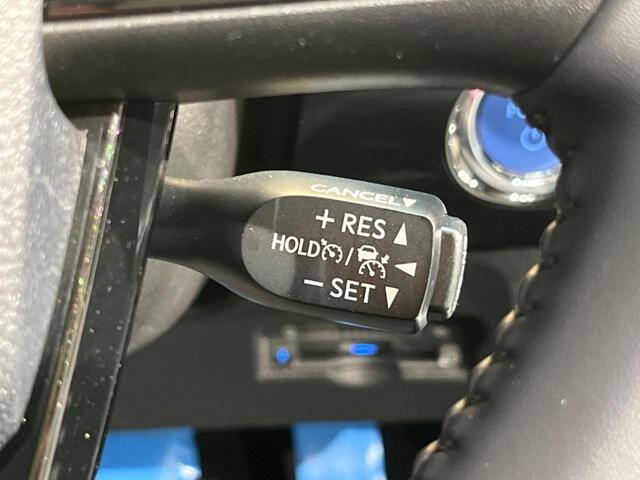 CANCEL▼
+ RES ▲
HOLD /
− SET ▼